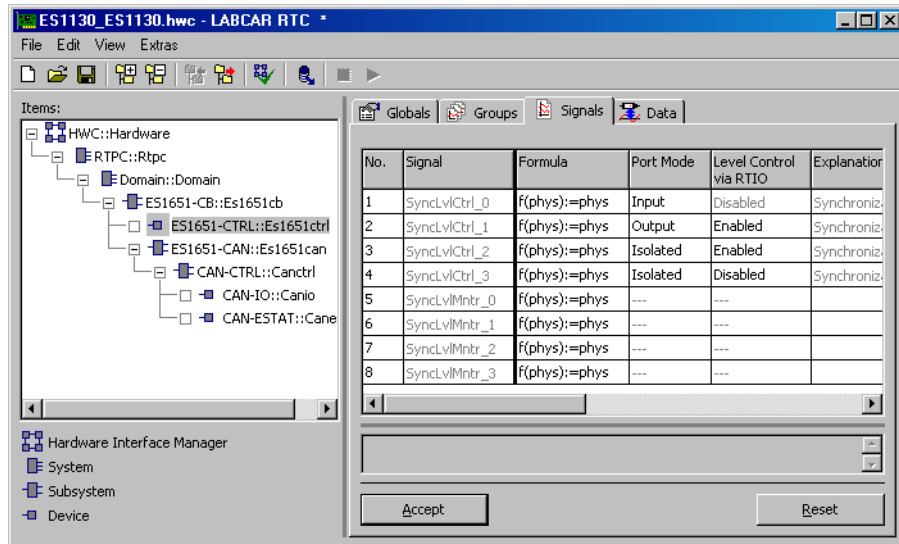 ES1130_ES1130.hwc - LABCAR RTC *
File Edit View Extras
Items:
HWC::Hardware
RTPC::Rtpc
Domain::Domain
ES1651-CB::Es1651cb
ES1651-CTRL::Es1651ctrl
ES1651-CAN::Es1651can
CAN-CTRL::Canctrl
CAN-IO::Canio
CAN-ESTAT::Cane
Hardware Interface Manager
System
Subsystem
Device
Globals Groups Signals Data
No. Signal Formula Port Mode Level Control via RTIO Explanation
1 SyncLvlCtrl_0 f(phys):=phys Input Disabled Synchroniza
2 SyncLvlCtrl_1 f(phys):=phys Output Enabled Synchroniza
3 SyncLvlCtrl_2 f(phys):=phys Isolated Enabled Synchroniza
4 SyncLvlCtrl_3 f(phys):=phys Isolated Disabled Synchroniza
5 SyncLvlMntr_0 f(phys):=phys --- ---
6 SyncLvlMntr_1 f(phys):=phys --- ---
7 SyncLvlMntr_2 f(phys):=phys --- ---
8 SyncLvlMntr_3 f(phys):=phys --- ---
Accept Reset